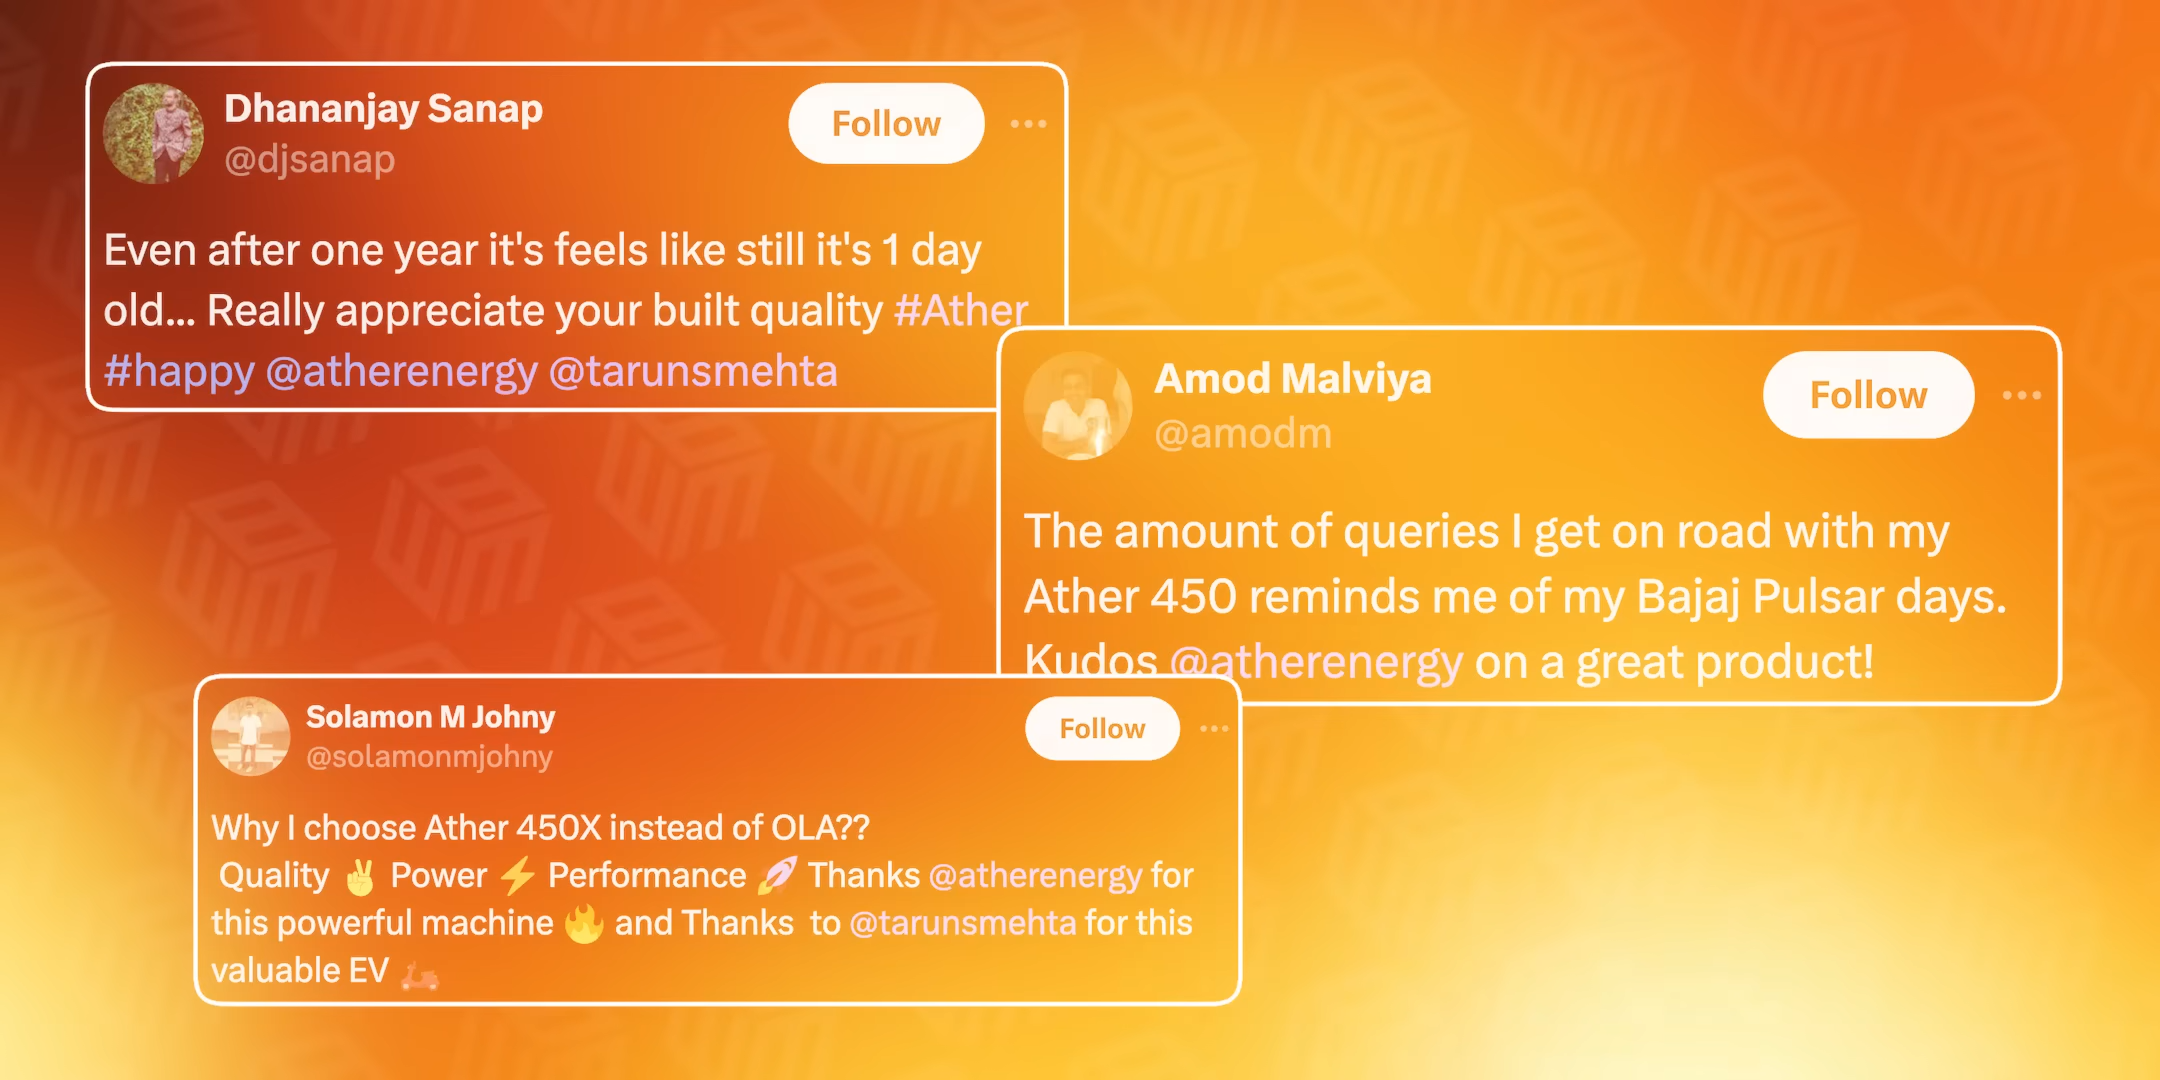 Dhananjay Sanap
@djsanap
Follow
Even after one year it's feels like still it's 1 day
old... Really appreciate your built quality #Ather
#happy @atherenergy @tarunsmehta
Amod Malviya
@amodm
Follow
The amount of queries I get on road with my
Ather 450 reminds me of my Bajaj Pulsar days.
Kudos @atherenergy on a great product!
Solamon M Johny
@solamonmjohny
Follow
Why I choose Ather 450X instead of OLA??
Quality ✌️ Power ⚡ Performance 🚀 Thanks @atherenergy for
this powerful machine 🔥 and Thanks to @tarunsmehta for this
valuable EV 🛵